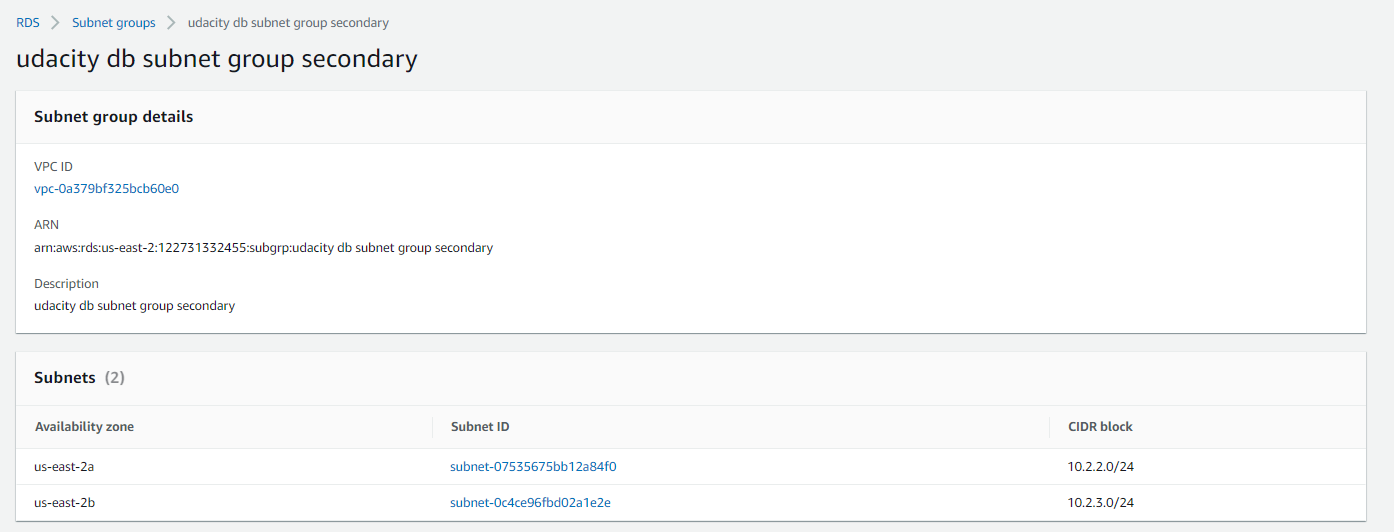 RDS > Subnet groups > udacity db subnet group secondary
udacity db subnet group secondary
Subnet group details
VPC ID
vpc-0a379bf325bcb60e0
ARN
arn:aws:rds:us-east-2:122731332455:subgrp:udacity db subnet group secondary
Description
udacity db subnet group secondary
Subnets (2)
Availability zone Subnet ID CIDR block
us-east-2a subnet-07535675bb12a84f0 10.2.2.0/24
us-east-2b subnet-0c4ce96fbd02a1e2e 10.2.3.0/24